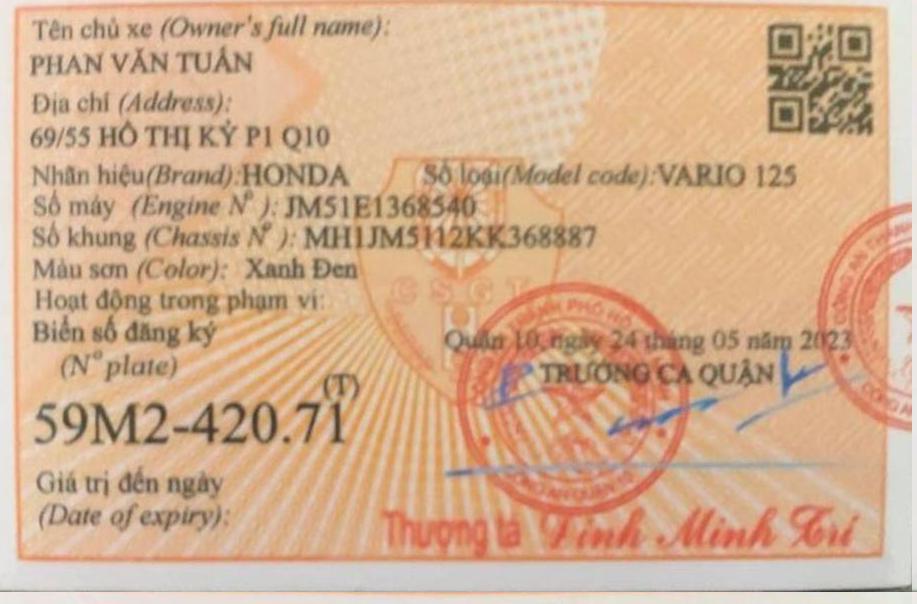 Tên chủ xe (Owner's full name):
PHAN VĂN TUẤN
Địa chỉ (Address):
69/55 HỒ THỊ KỶ P1 Q10
Nhãn hiệu(Brand):HONDA Số loại(Model code):VARIO 125
Số máy (Engine N°): JM51E1368540
Số khung (Chassis N°): MH1JM5112KK368887
Màu sơn (Color): Xanh Đen
Hoạt động trong phạm vi:
Biển số đăng ký
(N° plate)
59M2-420.71 (T)
Quận 10, ngày 24 tháng 05 năm 2023
TRƯỞNG CA QUẬN
CSGT
Giá trị đến ngày
(Date of expiry):
CÔNG AN QUẬN 10
Thượng tá Minh Trí